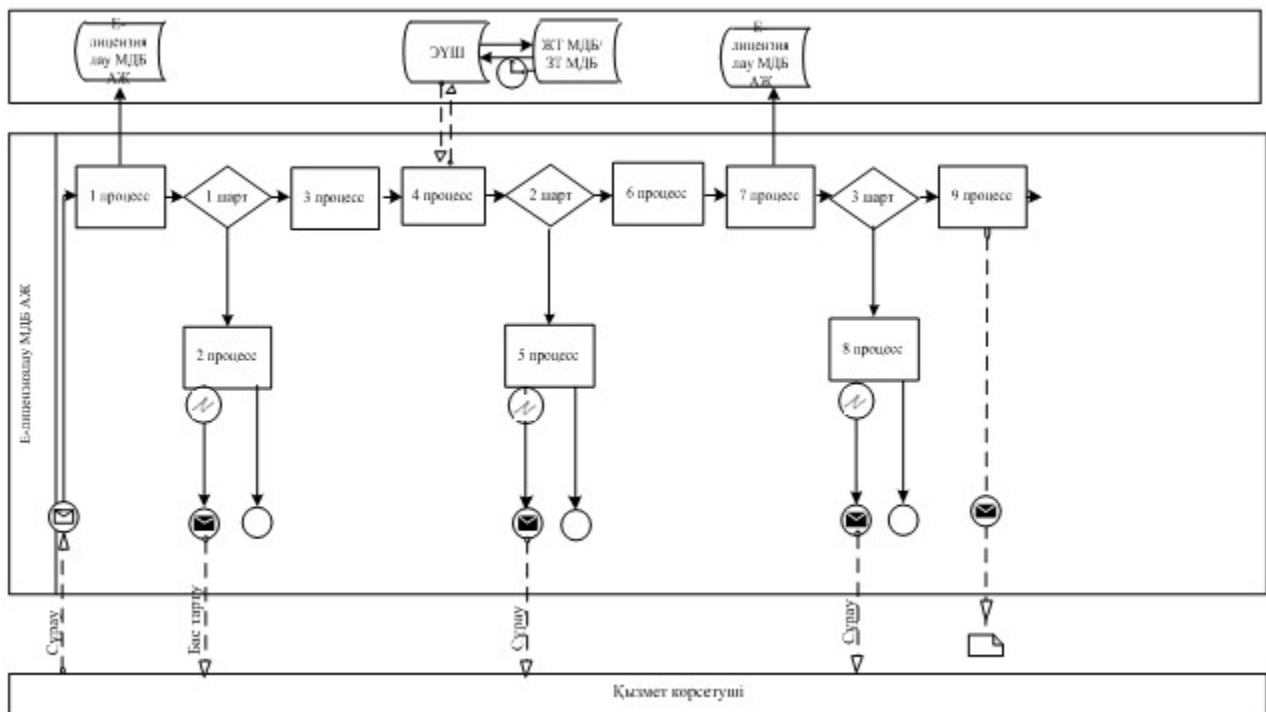 Е-
лицензия
лау МДБ
АЖ
ЭҮШ
ЖТ МДБ/
ЗТ МДБ
Е-
лицензия
лау МДБ
АЖ
1 процесс
1 шарт
3 процесс
4 процесс
2 шарт
6 процесс
7 процесс
3 шарт
9 процесс
Е-лицензиялау МДБ АЖ
2 процесс
5 процесс
8 процесс
Сұрау
Бас тарту
Сұрау
Сұрау
Қызмет көрсетуші